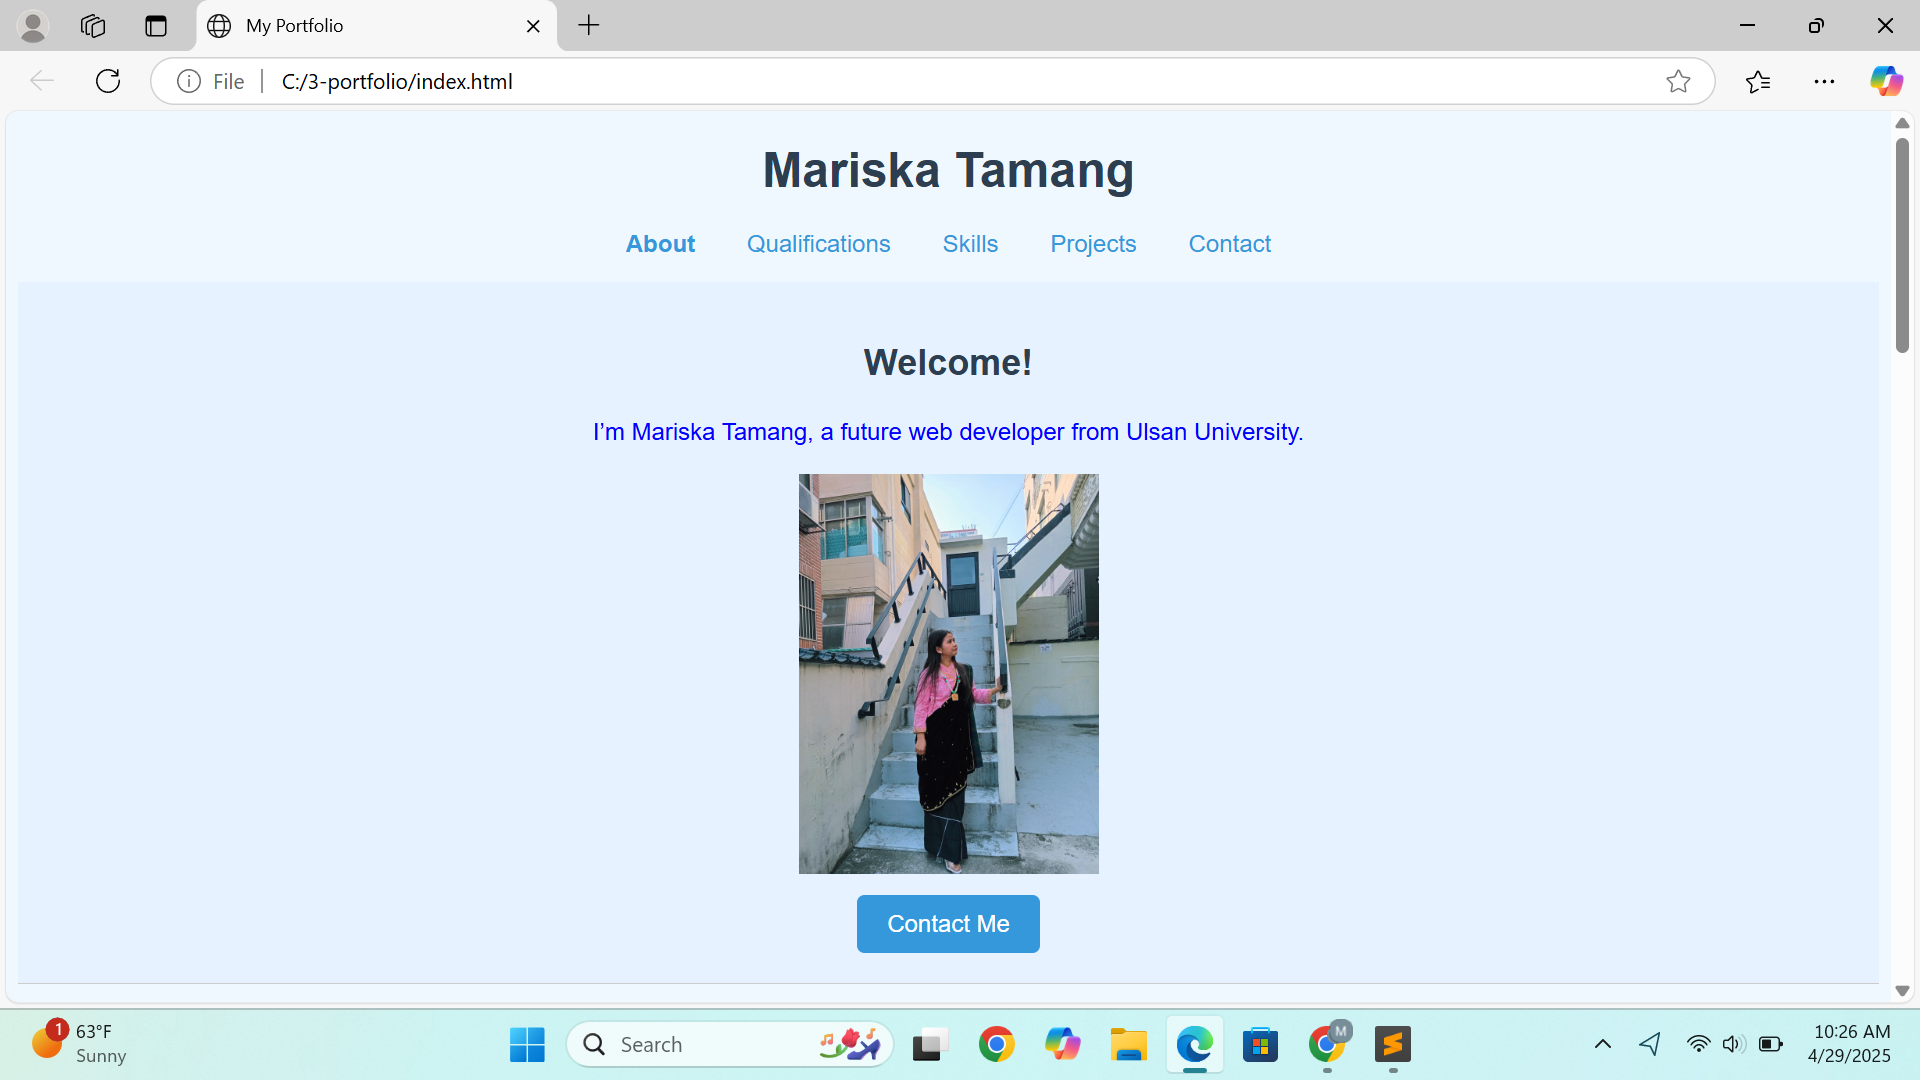 My Portfolio
File
C:/3-portfolio/index.html
Mariska Tamang
About Qualifications Skills Projects Contact
Welcome!
I’m Mariska Tamang, a future web developer from Ulsan University.
Contact Me
1
63°F
Sunny
Search
M
10:26 AM
4/29/2025